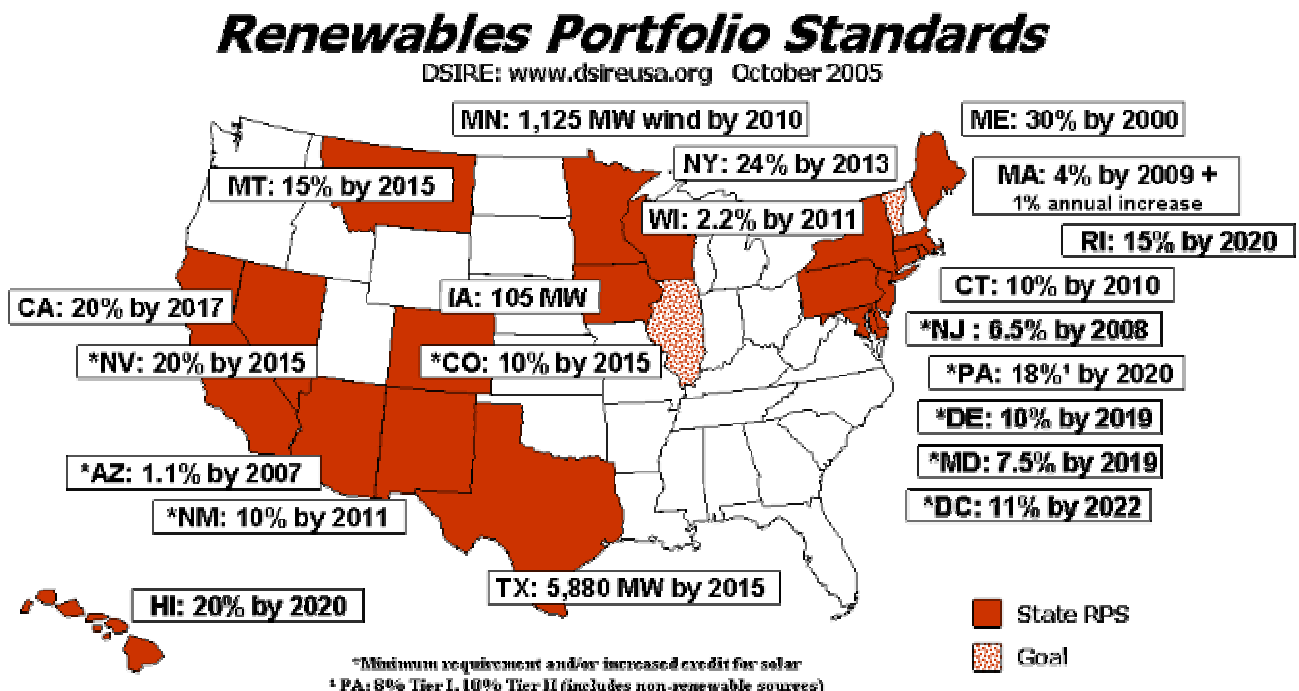 Renewables Portfolio Standards
DSIRE: www.dsireusa.org October 2005
MN: 1,125 MW wind by 2010
ME: 30% by 2000
NY: 24% by 2013
MT: 15% by 2015
MA: 4% by 2009 +
1% annual increase
WI: 2.2% by 2011
RI: 15% by 2020
CT: 10% by 2010
IA: 105 MW
CA: 20% by 2017
*NJ : 6.5% by 2008
*NV: 20% by 2015
*CO: 10% by 2015
*PA: 18%¹ by 2020
*DE: 10% by 2019
*MD: 7.5% by 2019
*AZ: 1.1% by 2007
*DC: 11% by 2022
*NM: 10% by 2011
TX: 5,880 MW by 2015
HI: 20% by 2020
State RPS
Goal
*Minimum requirement and/or increased credit for solar
¹ PA: 8% Tier I, 10% Tier II (includes non-renewable sources)